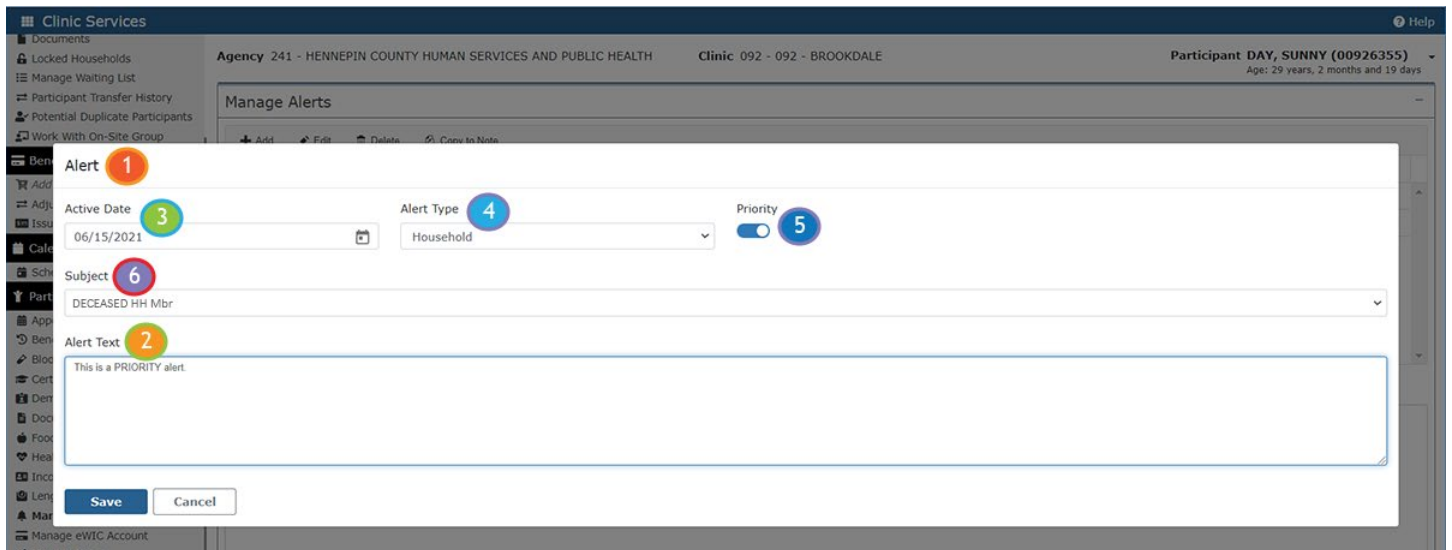 Clinic Services
Help
Documents
Locked Households
Manage Waiting List
Participant Transfer History
Potential Duplicate Participants
Work With On-Site Group
Agency 241 - HENNEPIN COUNTY HUMAN SERVICES AND PUBLIC HEALTH Clinic 092 - 092 - BROOKDALE
Participant DAY, SUNNY (00926355)
Age: 29 years, 2 months and 19 days
Manage Alerts
Add Edit Delete Copy to Note
Alert 1
Active Date 3
06/15/2021
Alert Type 4
Household
Priority 5
Subject 6
DECEASED HH Mbr
Alert Text 2
This is a PRIORITY alert.
Save Cancel
Manage eWIC Account